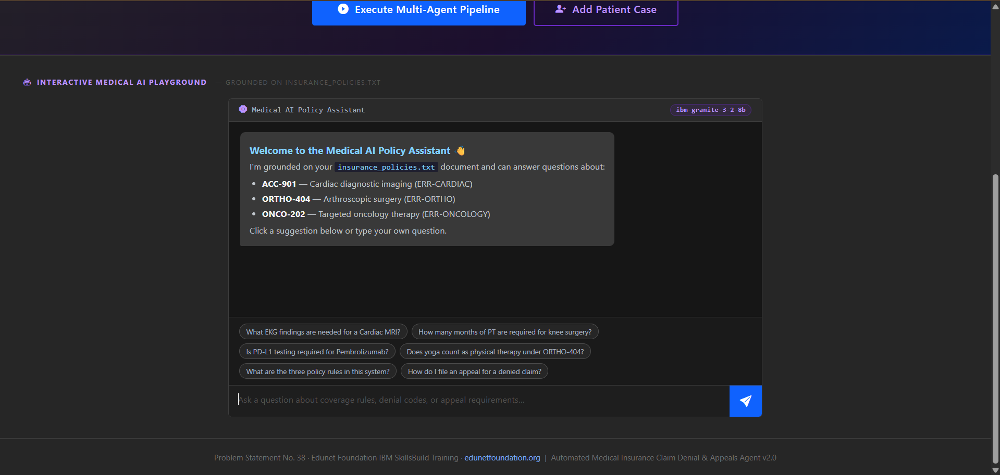 Execute Multi-Agent Pipeline
Add Patient Case
INTERACTIVE MEDICAL AI PLAYGROUND — GROUNDED ON INSURANCE_POLICIES.TXT
Medical AI Policy Assistant
ibm-granite-3-2-8b
Welcome to the Medical AI Policy Assistant 👋
I'm grounded on your insurance_policies.txt document and can answer questions about:
• ACC-901 — Cardiac diagnostic imaging (ERR-CARDIAC)
• ORTHO-404 — Arthroscopic surgery (ERR-ORTHO)
• ONCO-202 — Targeted oncology therapy (ERR-ONCOLOGY)
Click a suggestion below or type your own question.
What EKG findings are needed for a Cardiac MRI?
How many months of PT are required for knee surgery?
Is PD-L1 testing required for Pembrolizumab?
Does yoga count as physical therapy under ORTHO-404?
What are the three policy rules in this system?
How do I file an appeal for a denied claim?
Ask a question about coverage rules, denial codes, or appeal requirements...
Problem Statement No. 38 · Edunet Foundation IBM SkillsBuild Training · edunetfoundation.org | Automated Medical Insurance Claim Denial & Appeals Agent v2.0